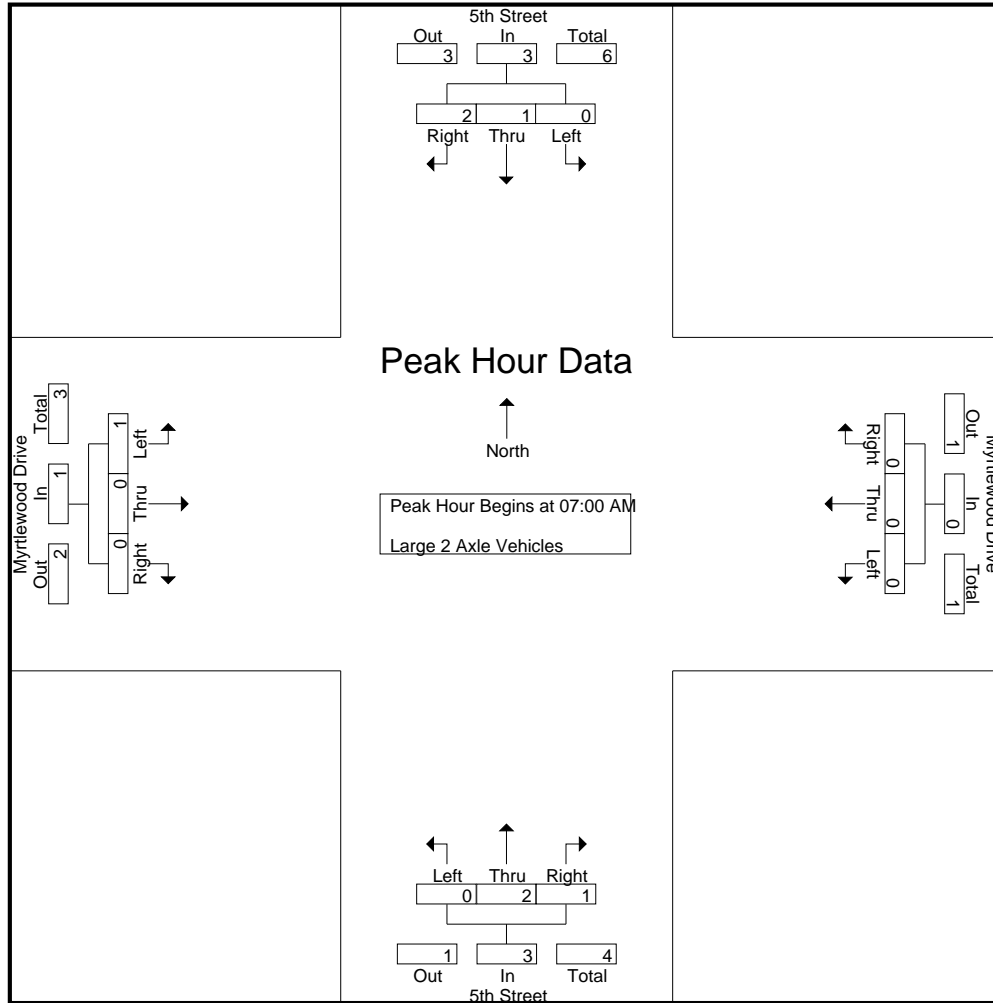 5th Street
Out In Total
3 3 6
2 1 0
Right Thru Left
Peak Hour Data
North
Peak Hour Begins at 07:00 AM
Large 2 Axle Vehicles
Myrtlewood Drive
Out In Total
2 1 3
0 0 1
Right Thru Left
Myrtlewood Drive
Out In Total
1 0 1
0 0 0
Right Thru Left
Left Thru Right
0 2 1
1 3 4
Out In Total
5th Street